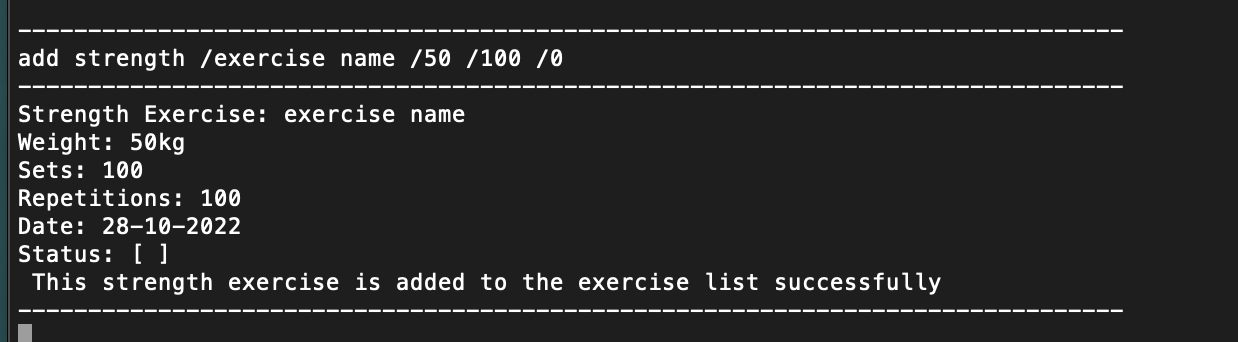 --------------------------------------------------------------------------------
add strength /exercise name /50 /100 /0
--------------------------------------------------------------------------------
Strength Exercise: exercise name
Weight: 50kg
Sets: 100
Repetitions: 100
Date: 28-10-2022
Status: [ ]
 This strength exercise is added to the exercise list successfully
--------------------------------------------------------------------------------